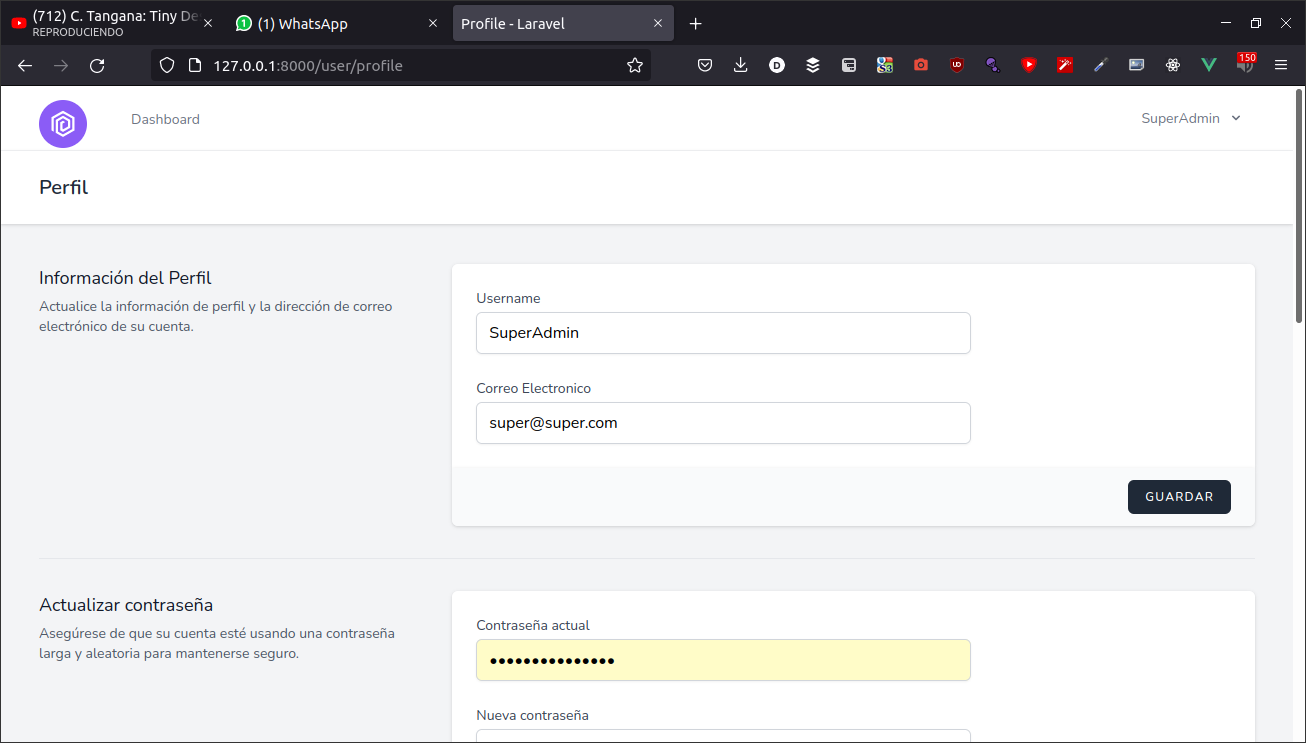 (712) C. Tangana: Tiny De
REPRODUCIENDO
(1) WhatsApp
Profile - Laravel
127.0.0.1:8000/user/profile
150
Dashboard
SuperAdmin
Perfil
Información del Perfil
Actualice la información de perfil y la dirección de correo
electrónico de su cuenta.
Username
SuperAdmin
Correo Electronico
super@super.com
GUARDAR
Actualizar contraseña
Asegúrese de que su cuenta esté usando una contraseña
larga y aleatoria para mantenerse seguro.
Contraseña actual
•••••••••••••••
Nueva contraseña